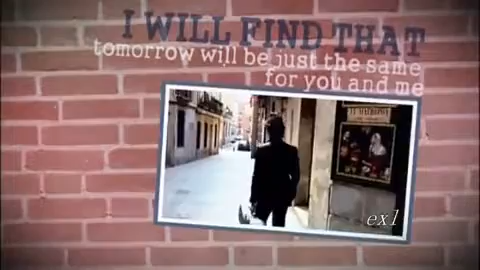 I WILL FIND THAT
tomorrow will be just the same
for you and me
ex1